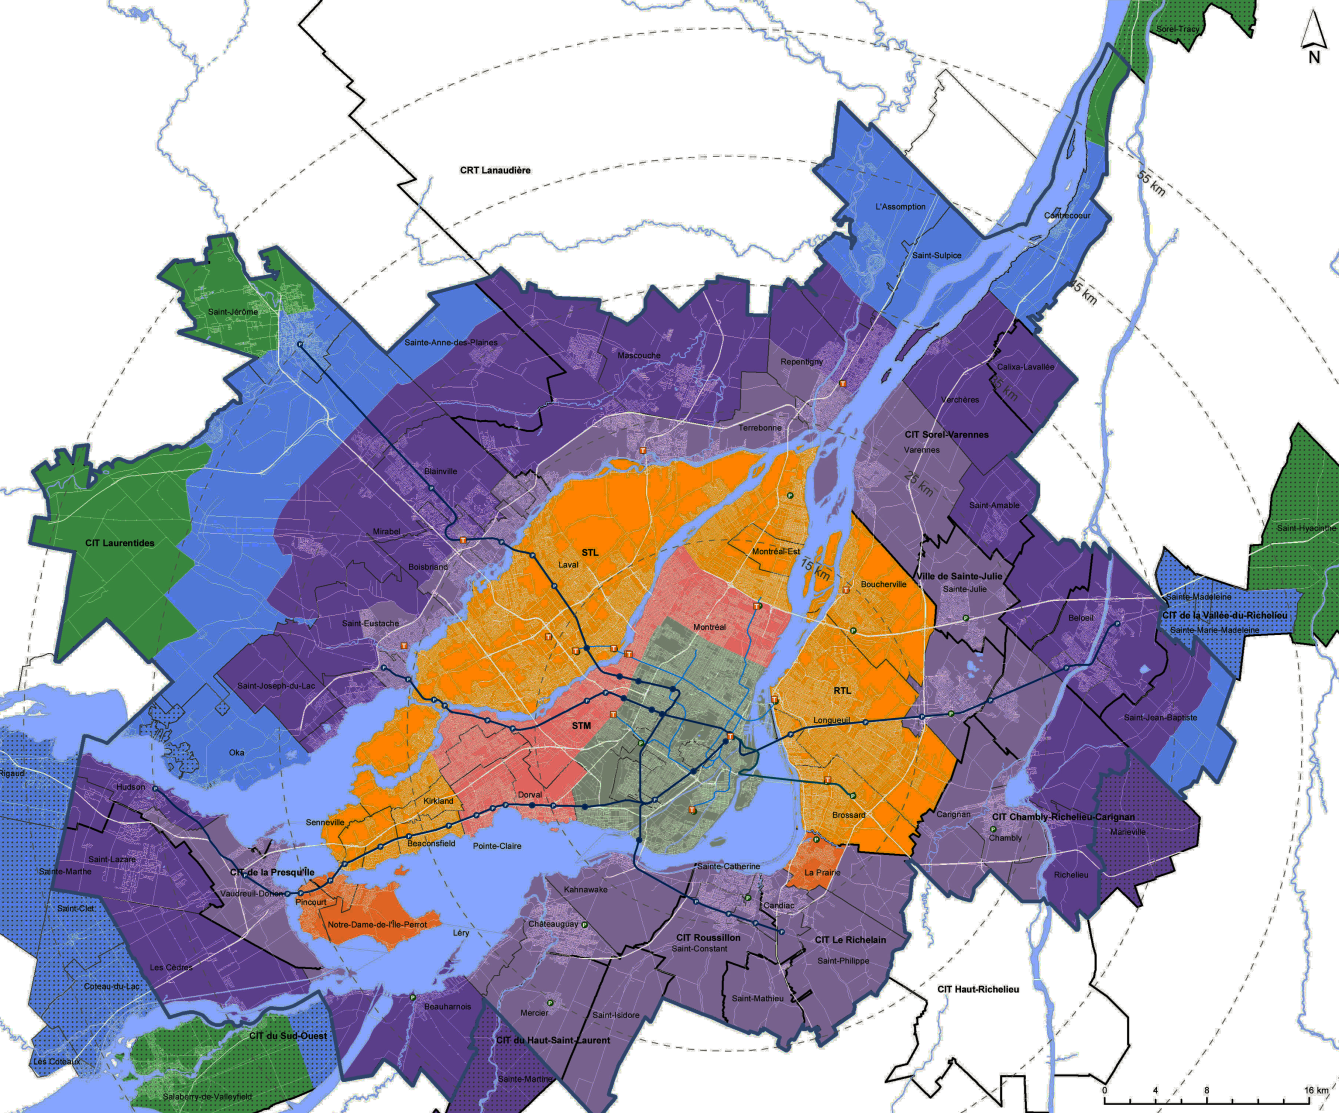 Sorel-Tracy
N
CRT Lanaudière
55 km
L'Assomption
Contrecoeur
Saint-Sulpice
45 km
Saint-Jérôme
Sainte-Anne-des-Plaines
Mascouche
Repentigny
Calixa-Lavallée
35 km
Verchères
Terrebonne
CIT Sorel-Varennes
Varennes
Blainville
25 km
Saint-Amable
Saint-Hyacinthe
Mirabel
CIT Laurentides
STL
Laval
Montréal-Est
Boisbriand
15 km
Boucherville
Ville de Sainte-Julie
Sainte-Julie
Sainte-Madeleine
CIT de la Vallée-du-Richelieu
Beloeil
Saint-Eustache
Montréal
Sainte-Marie-Madeleine
Saint-Joseph-du-Lac
RTL
Longueuil
Saint-Jean-Baptiste
STM
Oka
Rigaud
Hudson
Dorval
Kirkland
Senneville
Brossard
Carignan
CIT Chambly-Richelieu-Carignan
Chambly
Marieville
Beaconsfield
Pointe-Claire
Saint-Lazare
Sainte-Marthe
CIT de la Presqu'Île
Sainte-Catherine
La Prairie
Richelieu
Vaudreuil-Dorion
Pincourt
Kahnawake
Candiac
Saint-Clet
Notre-Dame-de-l'Île-Perrot
Léry
Châteauguay
CIT Roussillon
Saint-Constant
CIT Le Richelain
Saint-Philippe
Les Cèdres
Coteau-du-Lac
CIT Haut-Richelieu
Saint-Mathieu
Beauharnois
Mercier
Saint-Isidore
CIT du Sud-Ouest
CIT du Haut-Saint-Laurent
Les Coteaux
Sainte-Martine
Salaberry-de-Valleyfield
0 4 8 16 km